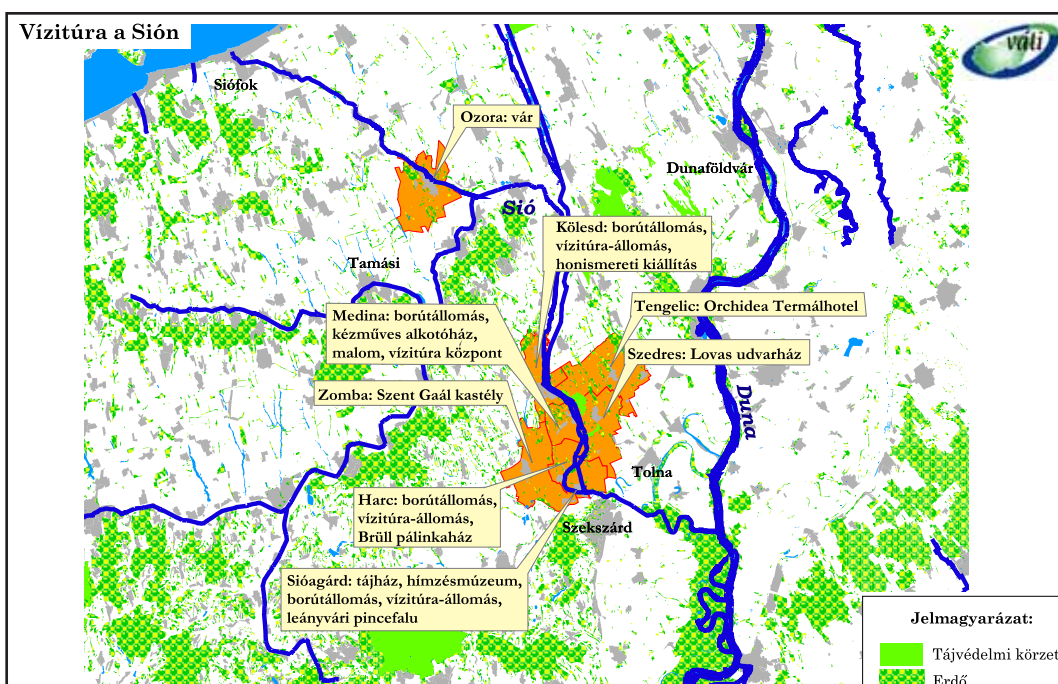 Vízitúra a Sión
váli
Siófok
Ozora: vár
Dunaföldvár
Sió
Kölesd: borútállomás,
vízitúra-állomás,
honismereti kiállítás
Tamási
Tengelic: Orchidea Termálhotel
Medina: borútállomás,
kézműves alkotóház,
malom, vízitúra központ
Szedres: Lovas udvarház
Zomba: Szent Gaál kastély
Duna
Tolna
Harc: borútállomás,
vízitúra-állomás,
Brüll pálinkaház
Szekszárd
Sióagárd: tájház, hímzésmúzeum,
borútállomás, vízitúra-állomás,
leányvári pincefalu
Jelmagyarázat:
Tájvédelmi körzet
Erdő